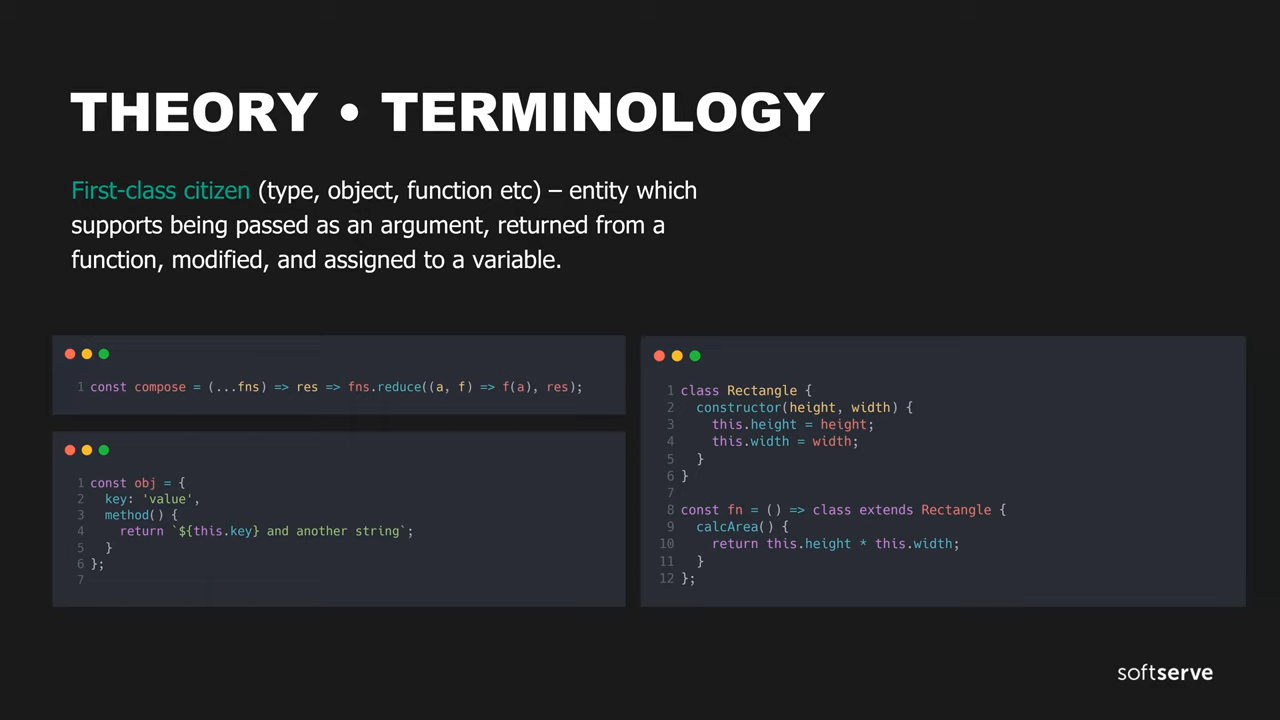 THEORY • TERMINOLOGY
First-class citizen (type, object, function etc) – entity which
supports being passed as an argument, returned from a
function, modified, and assigned to a variable.
1 const compose = (...fns) => res => fns.reduce((a, f) => f(a), res);
1 const obj = {
2   key: 'value',
3   method() {
4     return `${this.key} and another string`;
5   }
6 };
7
1 class Rectangle {
2   constructor(height, width) {
3     this.height = height;
4     this.width = width;
5   }
6 }
7
8 const fn = () => class extends Rectangle {
9   calcArea() {
10     return this.height * this.width;
11   }
12 };
softserve